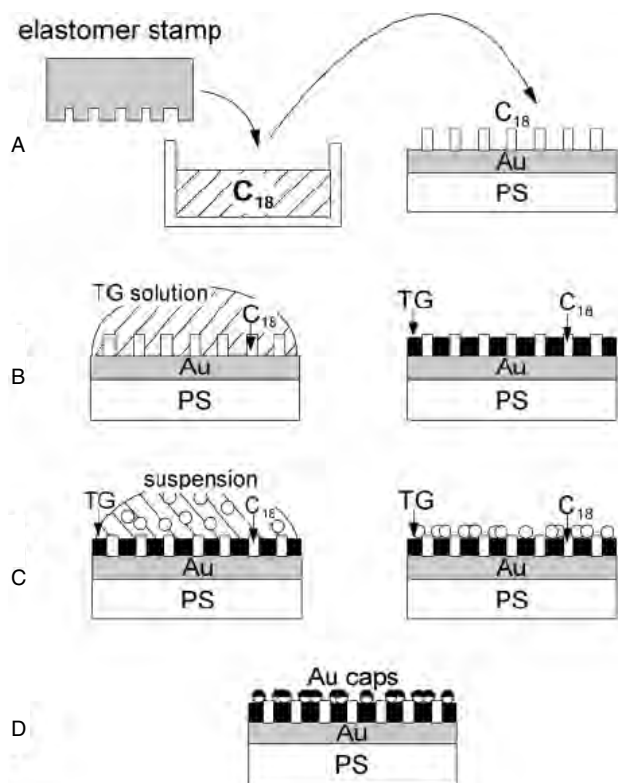 elastomer stamp
A
C₁₈
C₁₈
Au
PS
B
TG solution
C₁₈
Au
PS
TG
C₁₈
Au
PS
C
suspension
TG
C₁₈
Au
PS
TG
C₁₈
Au
PS
D
Au caps
Au
PS